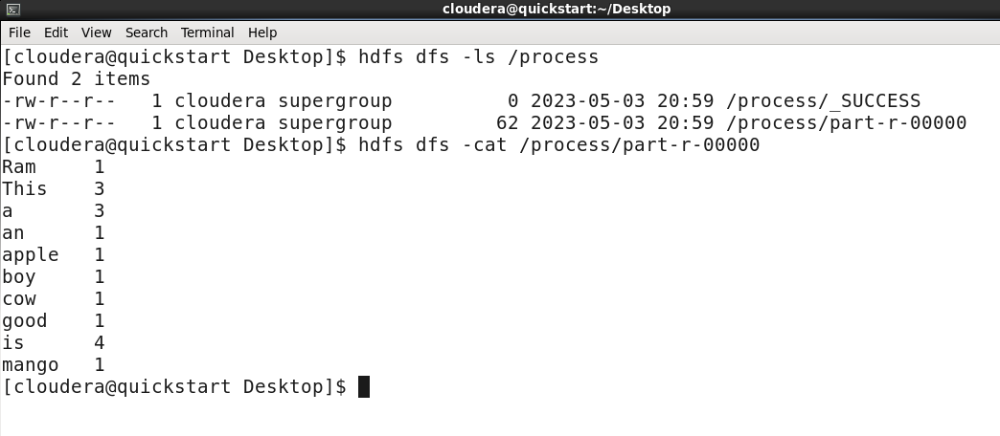 cloudera@quickstart:~/Desktop
File Edit View Search Terminal Help
[cloudera@quickstart Desktop]$ hdfs dfs -ls /process
Found 2 items
-rw-r--r--   1 cloudera supergroup          0 2023-05-03 20:59 /process/_SUCCESS
-rw-r--r--   1 cloudera supergroup         62 2023-05-03 20:59 /process/part-r-00000
[cloudera@quickstart Desktop]$ hdfs dfs -cat /process/part-r-00000
Ram     1
This    3
a       3
an      1
apple   1
boy     1
cow     1
good    1
is      4
mango   1
[cloudera@quickstart Desktop]$